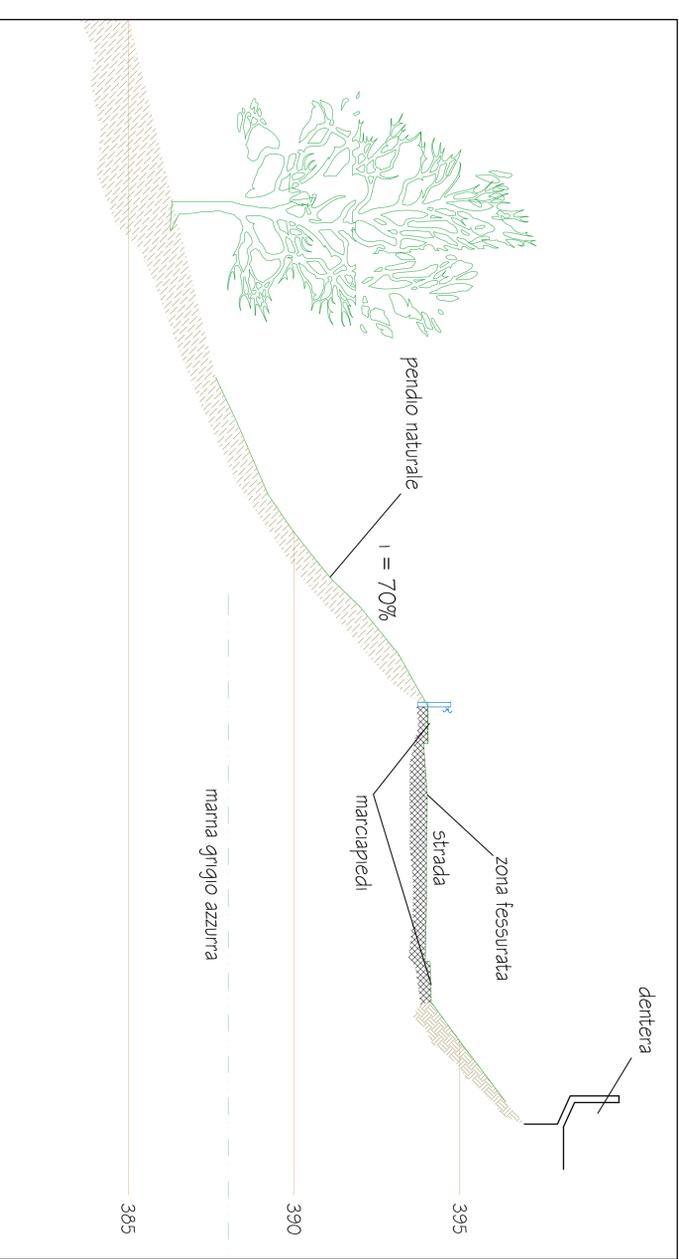 dentera
zona fessurata
strada
marciapiedi
pendio naturale
i = 70%
marna grigio azzurra
395
390
385